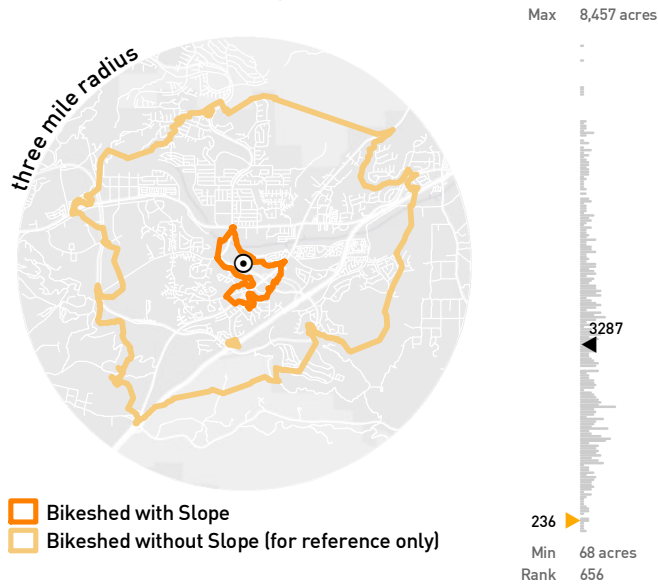 Max 8,457 acres
three mile radius
3287
Bikeshed with Slope
236
Bikeshed without Slope (for reference only)
Min 68 acres
Rank 656